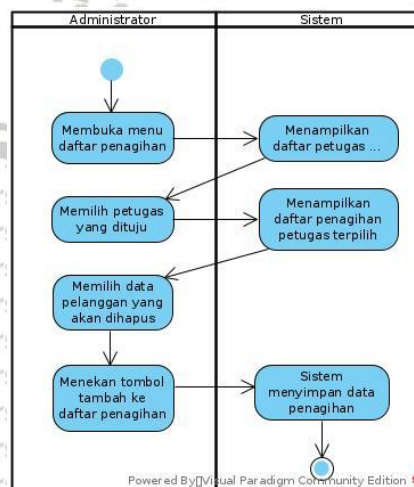 Administrator
Sistem
Membuka menu
daftar penagihan
Menampilkan
daftar petugas ...
Memilih petugas
yang dituju
Menampilkan
daftar penagihan
petugas terpilih
Memilih data
pelanggan yang
akan dihapus
Menekan tombol
tambah ke
daftar penagihan
Sistem
menyimpan data
penagihan
Powered By Visual Paradigm Community Edition